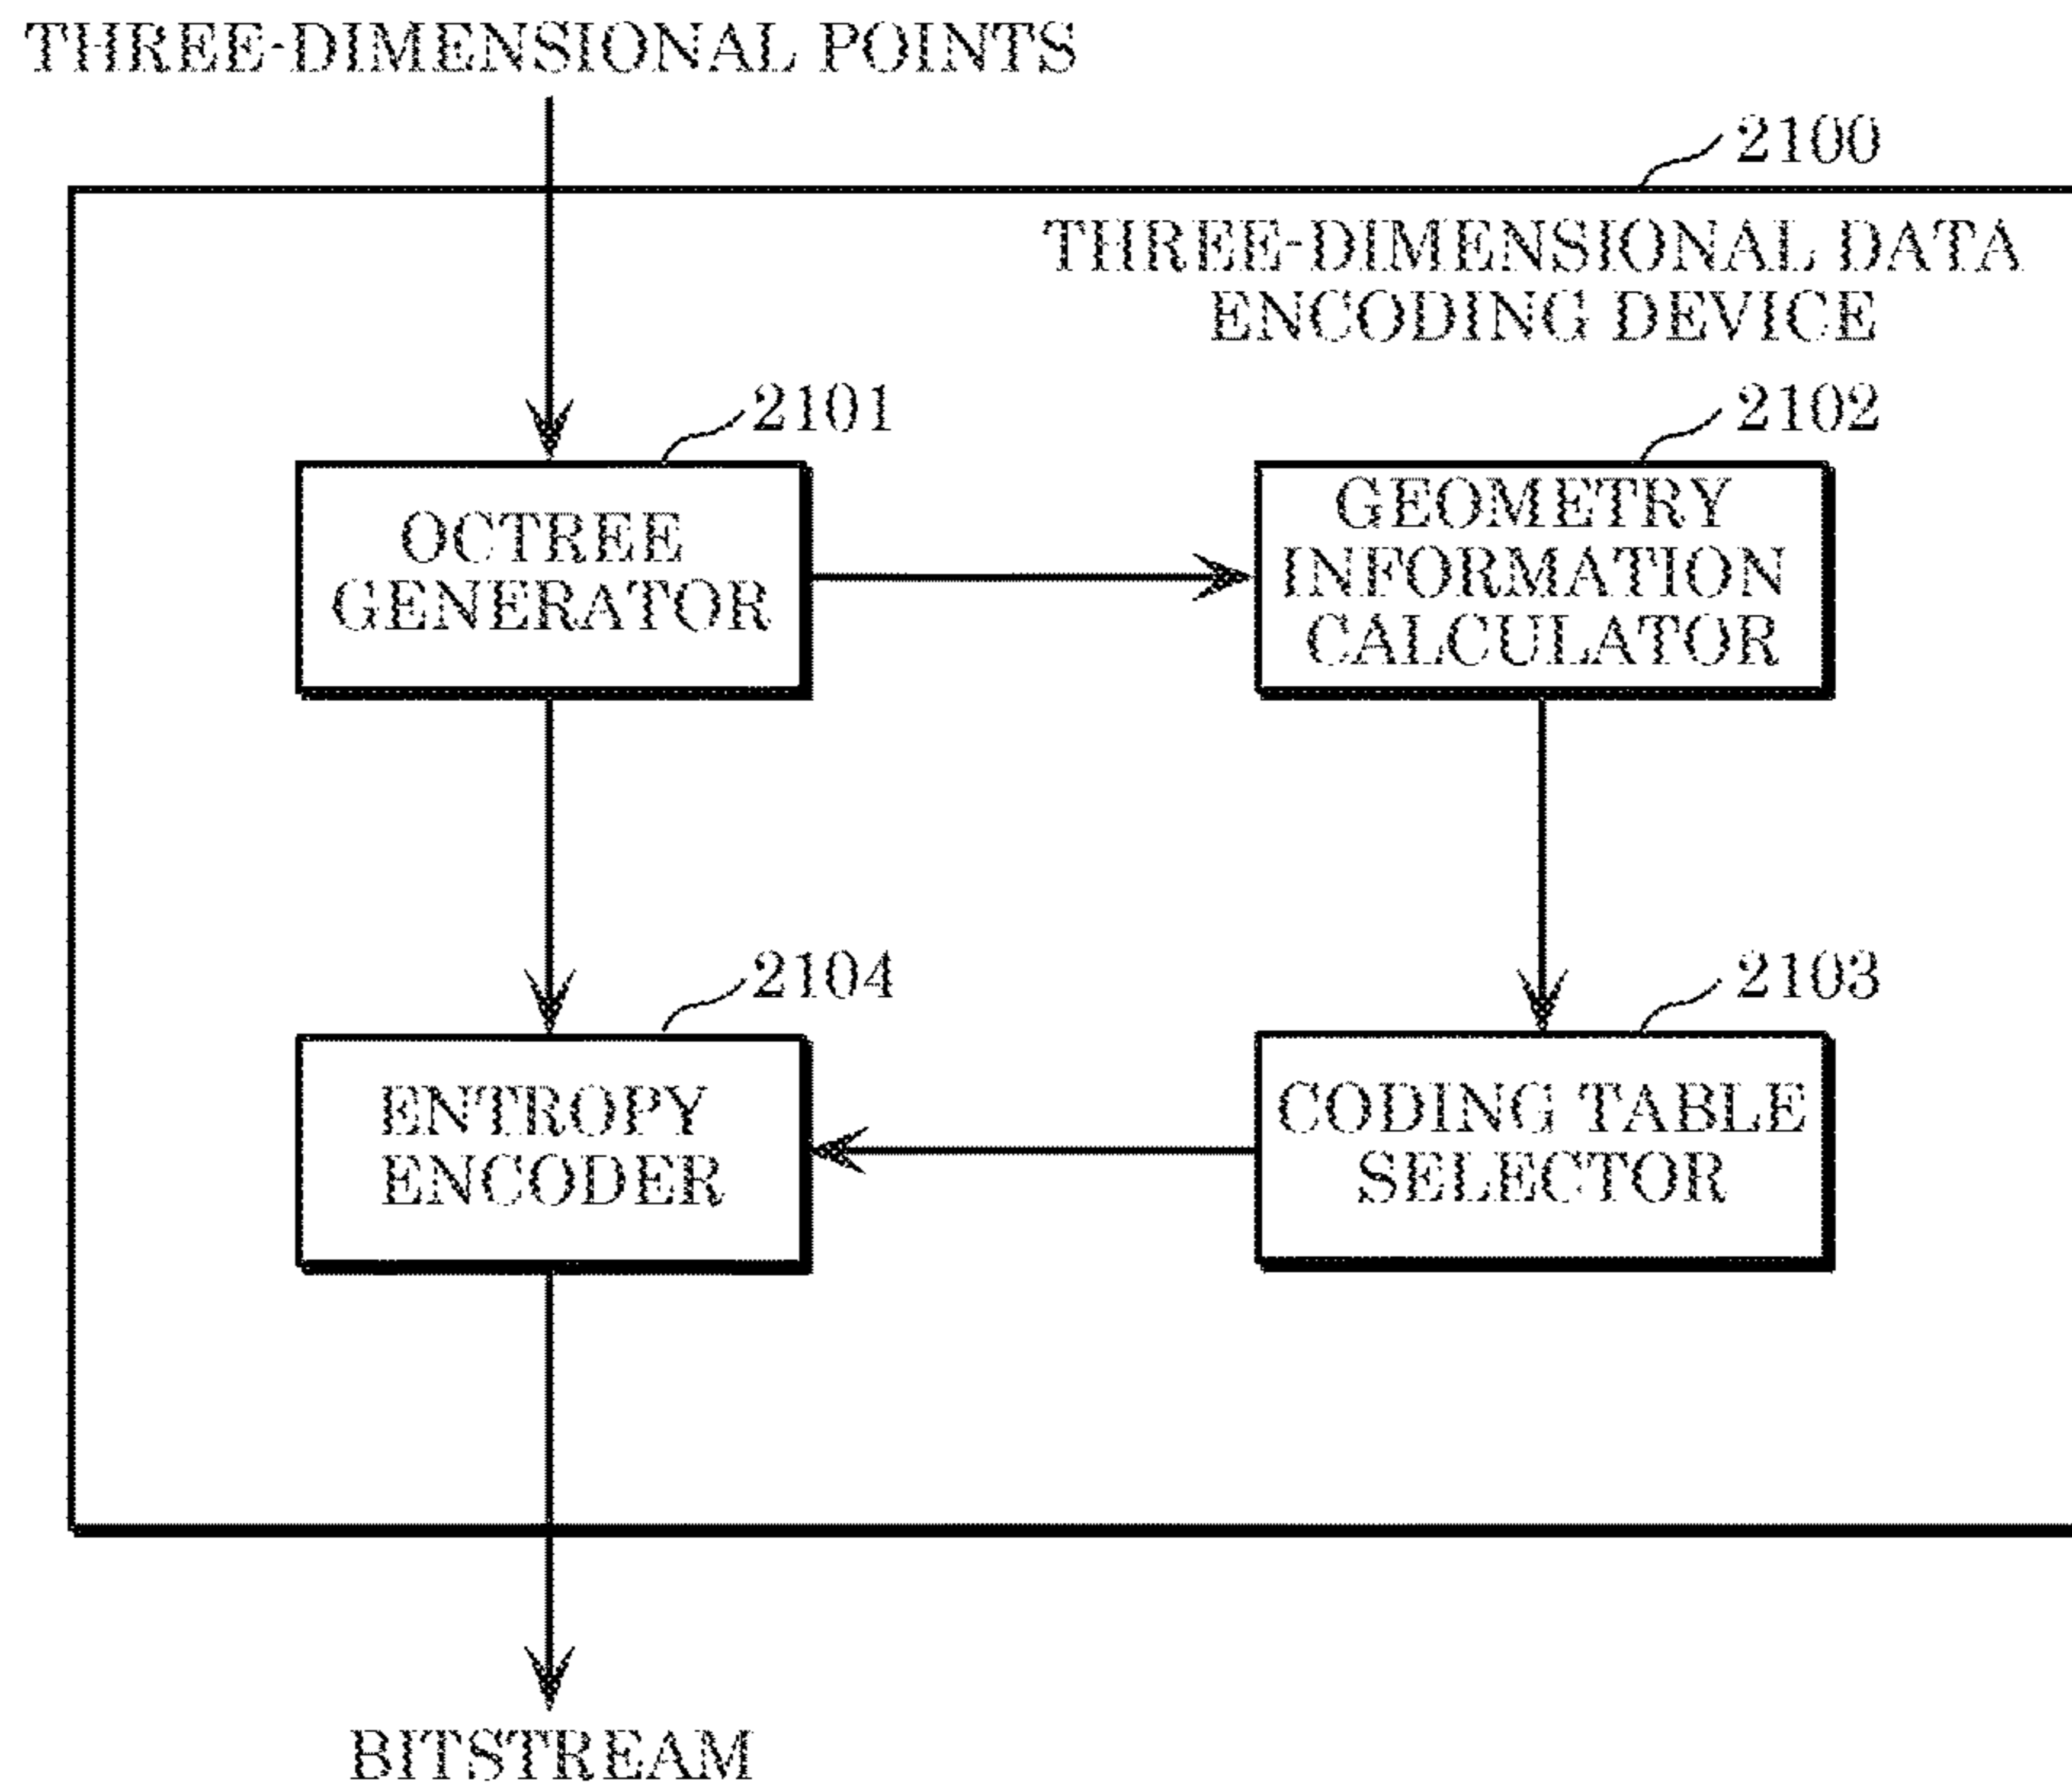 THREE-DIMENSIONAL POINTS
2100
THREE-DIMENSIONAL DATA
ENCODING DEVICE
2101
2102
OCTREE
GENERATOR
GEOMETRY
INFORMATION
CALCULATOR
2104
2103
ENTROPY
ENCODER
CODING TABLE
SELECTOR
BITSTREAM